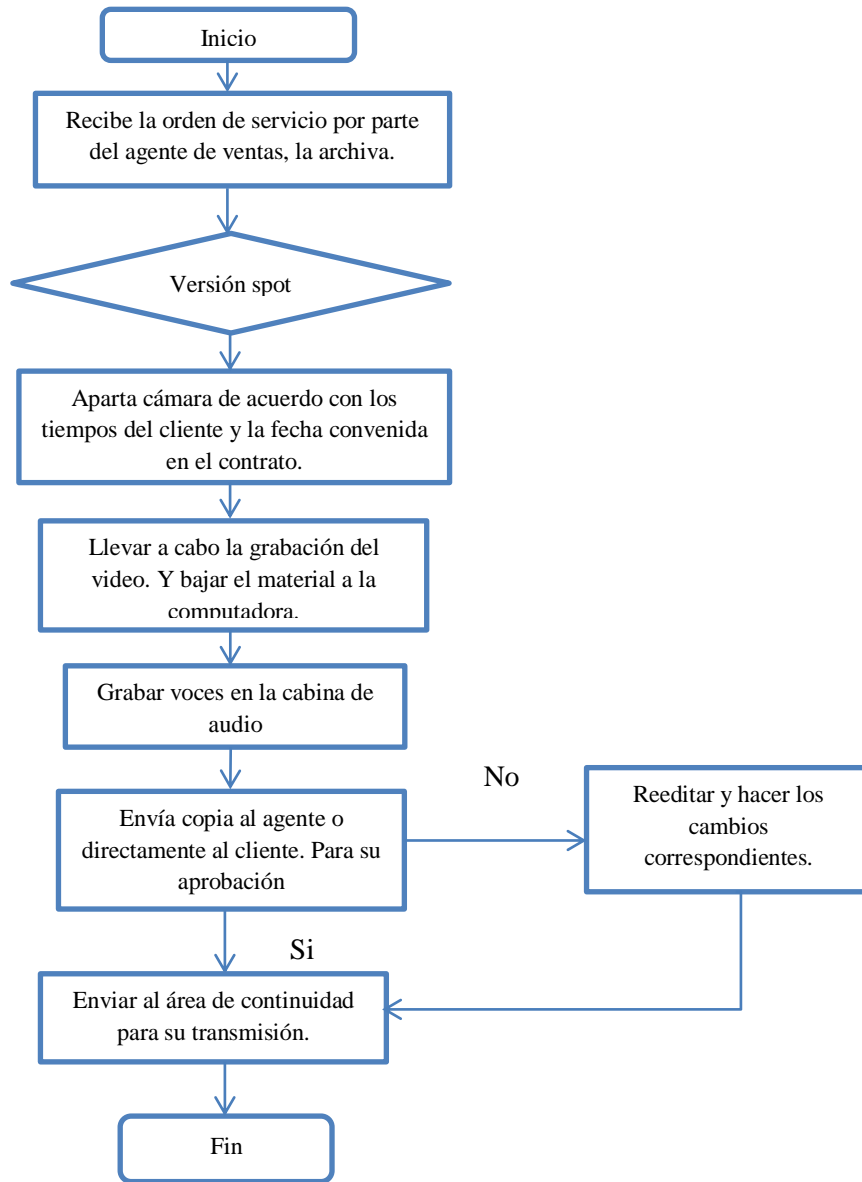 Inicio
Recibe la orden de servicio por parte
del agente de ventas, la archiva.
Versión spot
Aparta cámara de acuerdo con los
tiempos del cliente y la fecha convenida
en el contrato.
Llevar a cabo la grabación del
video. Y bajar el material a la
computadora.
Grabar voces en la cabina de
audio
No
Envía copia al agente o
directamente al cliente. Para su
aprobación
Reeditar y hacer los
cambios
correspondientes.
Si
Enviar al área de continuidad
para su transmisión.
Fin